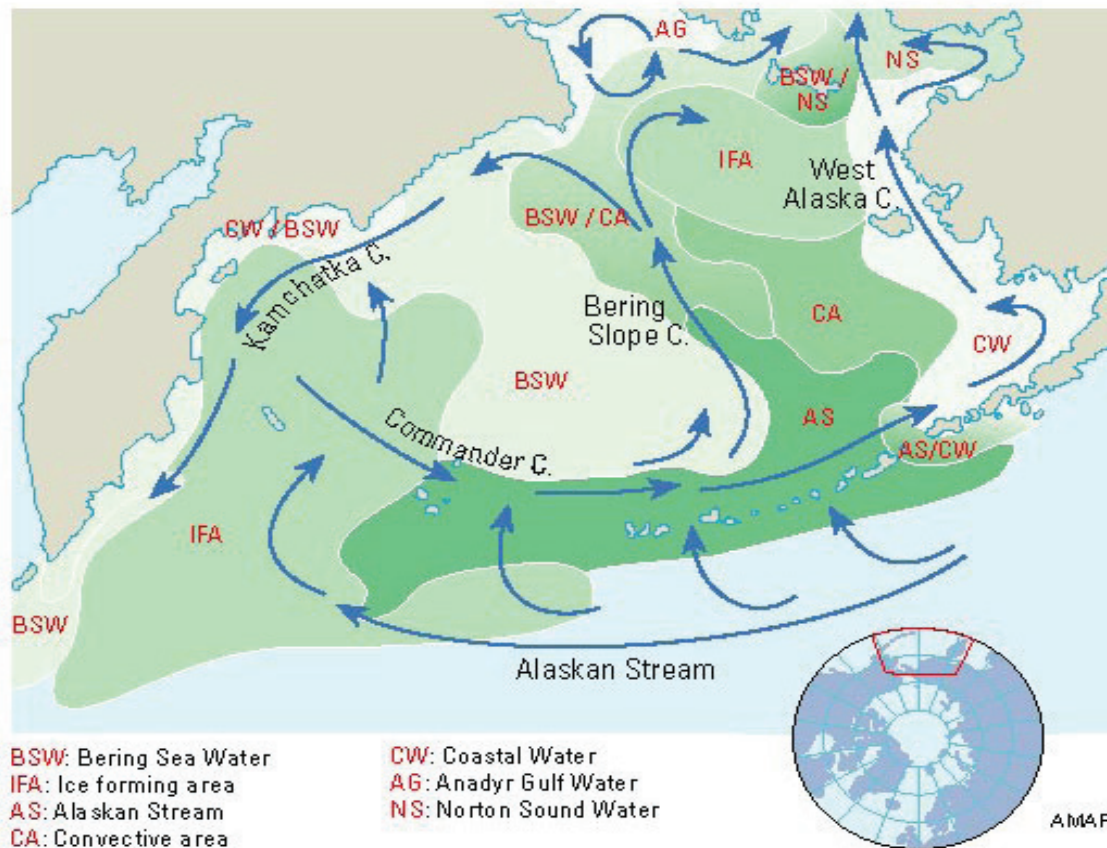 AG
NS
BSW /
NS
IFA
West
Alaska C.
BSW / CA
CW / BSW
Kamchatka C.
Bering
Slope C.
CA
CW
BSW
AS
Commander C.
AS/CW
IFA
BSW
Alaskan Stream
BSW: Bering Sea Water
IFA: Ice forming area
AS: Alaskan Stream
CA: Convective area
CW: Coastal Water
AG: Anadyr Gulf Water
NS: Norton Sound Water
AMAP